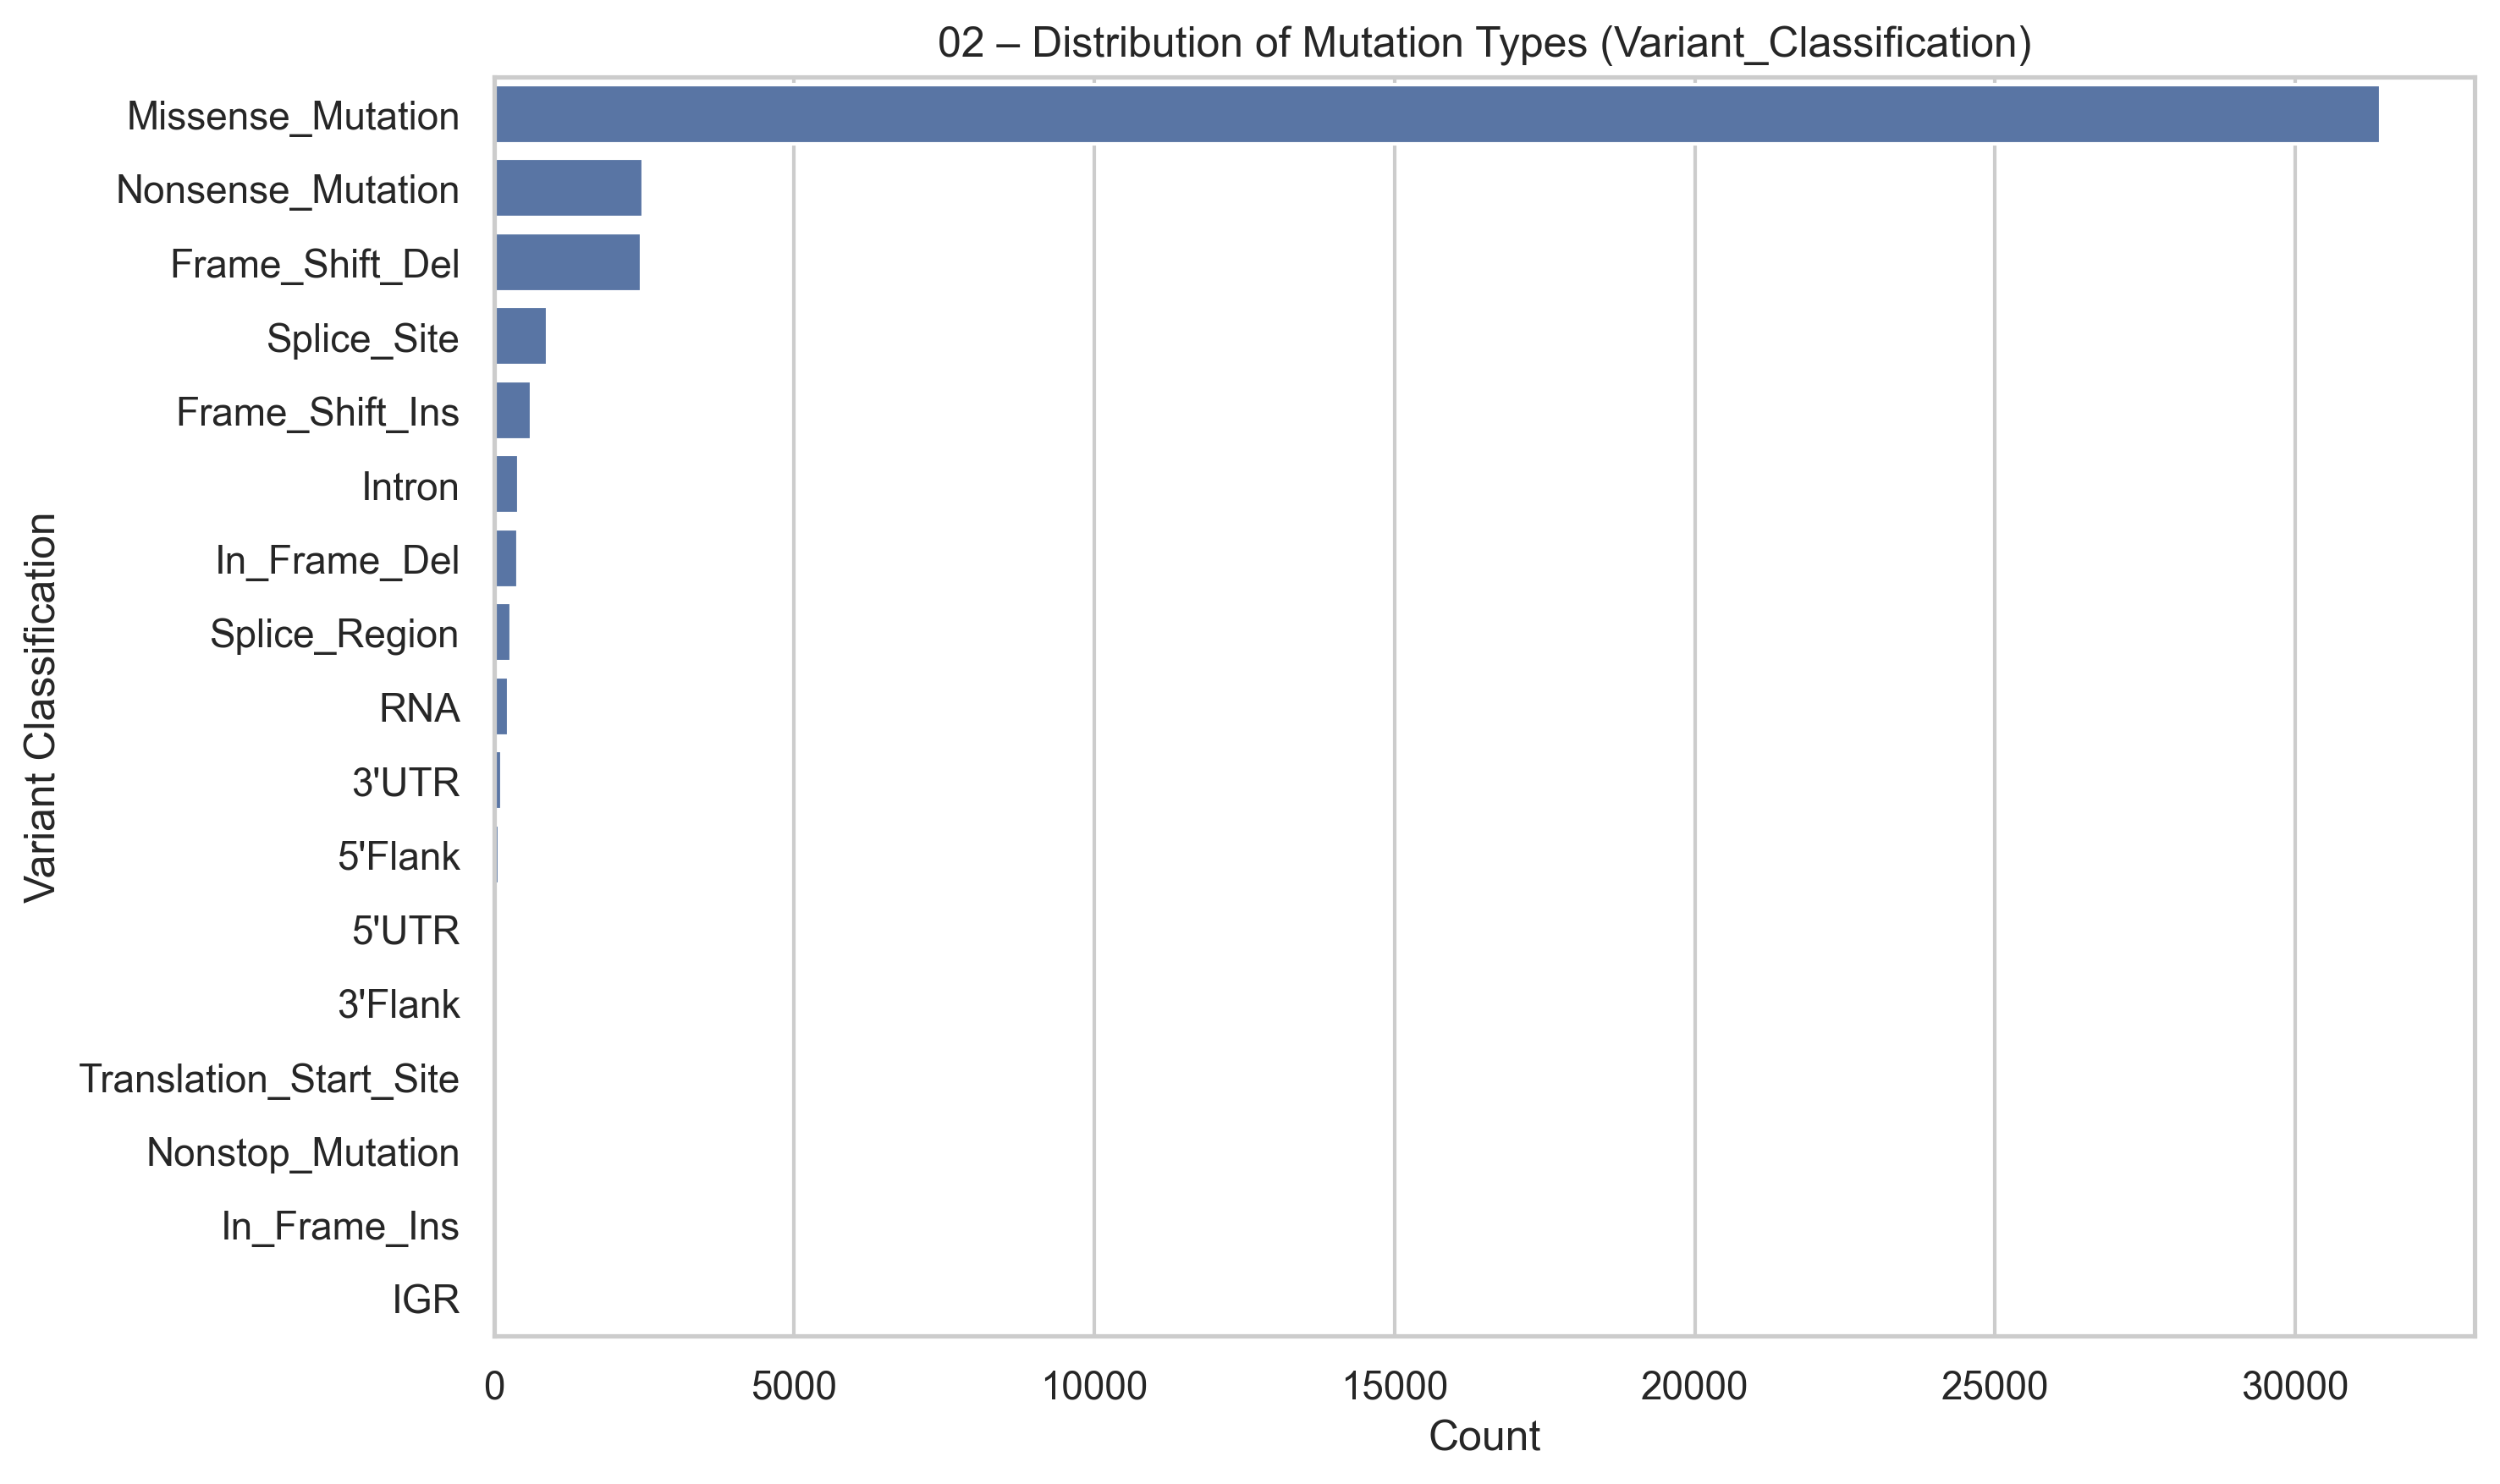 02 – Distribution of Mutation Types (Variant_Classification)
Variant Classification
Missense_Mutation
Nonsense_Mutation
Frame_Shift_Del
Splice_Site
Frame_Shift_Ins
Intron
In_Frame_Del
Splice_Region
RNA
3'UTR
5'Flank
5'UTR
3'Flank
Translation_Start_Site
Nonstop_Mutation
In_Frame_Ins
IGR
0 5000 10000 15000 20000 25000 30000
Count